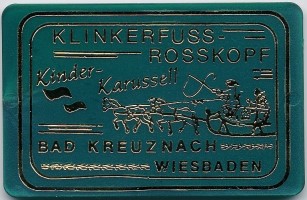 KLINKERFUSS-
ROSSKOPF
Kinder-
Karussell
BAD KREUZNACH
WIESBADEN